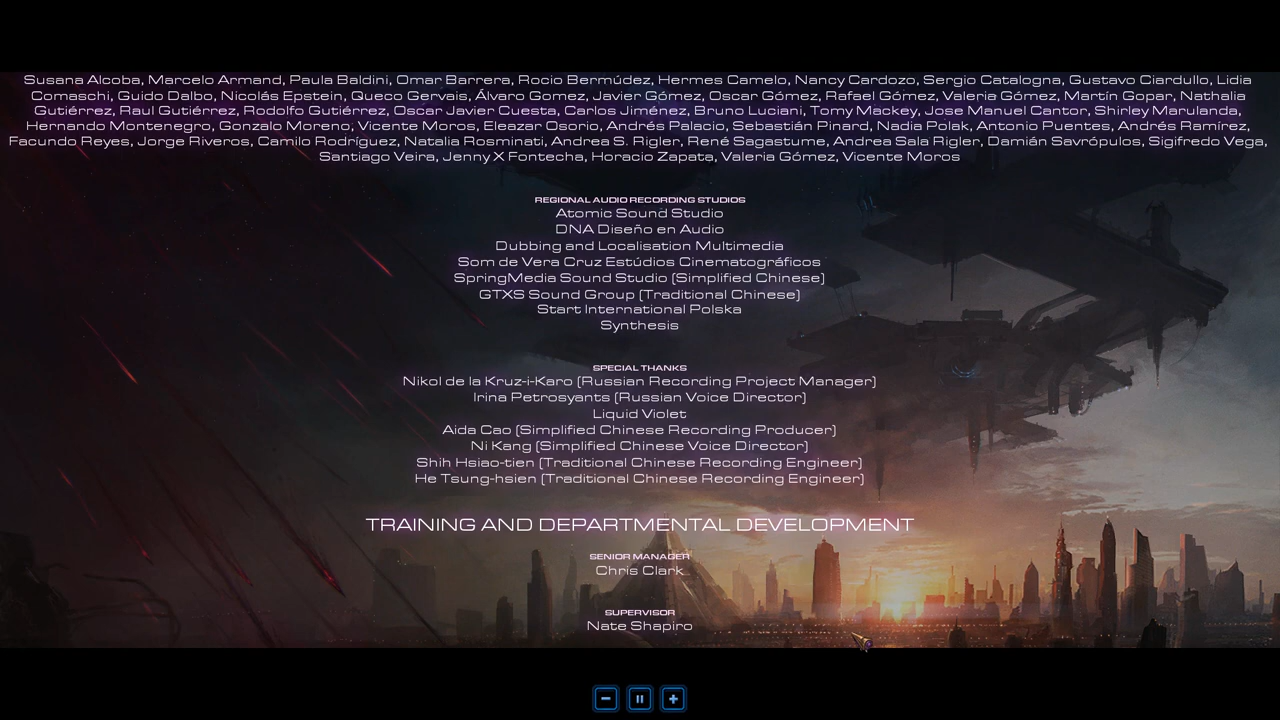 Susana Alcoba, Marcelo Armand, Paula Baldini, Omar Barrera, Rocio Bermúdez, Hermes Camelo, Nancy Cardozo, Sergio Catalogna, Gustavo Ciardullo, Lidia
Comaschi, Guido Dalbo, Nicolás Epstein, Queco Gervais, Álvaro Gomez, Javier Gómez, Oscar Gómez, Rafael Gómez, Valeria Gómez, Martín Gopar, Nathalia
Gutiérrez, Raul Gutiérrez, Rodolfo Gutiérrez, Oscar Javier Cuesta, Carlos Jiménez, Bruno Luciani, Tomy Mackey, Jose Manuel Cantor, Shirley Marulanda,
Hernando Montenegro, Gonzalo Moreno, Vicente Moros, Eleazar Osorio, Andrés Palacio, Sebastián Pinard, Nadia Polak, Antonio Puentes, Andrés Ramírez,
Facundo Reyes, Jorge Riveros, Camilo Rodríguez, Natalia Rosminati, Andrea S. Rigler, René Sagastume, Andrea Sala Rigler, Damián Savrópulos, Sigifredo Vega,
Santiago Veira, Jenny X Fontecha, Horacio Zapata, Valeria Gómez, Vicente Moros
REGIONAL AUDIO RECORDING STUDIOS
Atomic Sound Studio
DNA Diseño en Audio
Dubbing and Localisation Multimedia
Som de Vera Cruz Estúdios Cinematográficos
SpringMedia Sound Studio (Simplified Chinese)
GTXS Sound Group (Traditional Chinese)
Start International Polska
Synthesis
SPECIAL THANKS
Nikol de la Kruz-i-Karo (Russian Recording Project Manager)
Irina Petrosyants (Russian Voice Director)
Liquid Violet
Aida Cao (Simplified Chinese Recording Producer)
Ni Kang (Simplified Chinese Voice Director)
Shih Hsiao-tien (Traditional Chinese Recording Engineer)
He Tsung-hsien (Traditional Chinese Recording Engineer)
TRAINING AND DEPARTMENTAL DEVELOPMENT
SENIOR MANAGER
Chris Clark
SUPERVISOR
Nate Shapiro